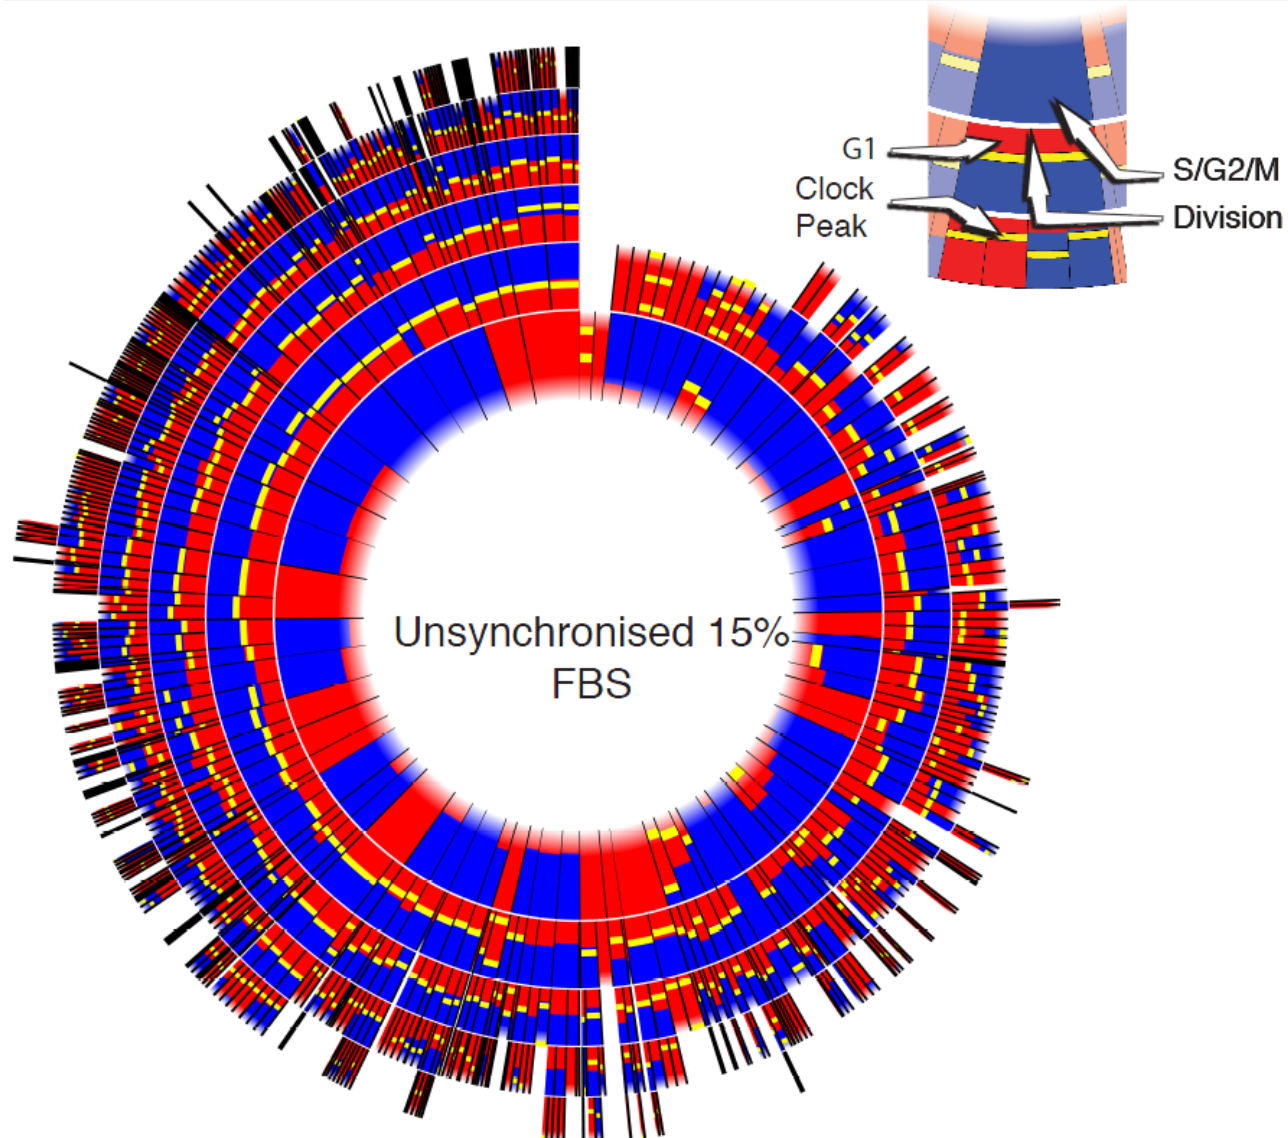 G1
Clock
Peak
S/G2/M
Division
Unsynchronised 15%
FBS